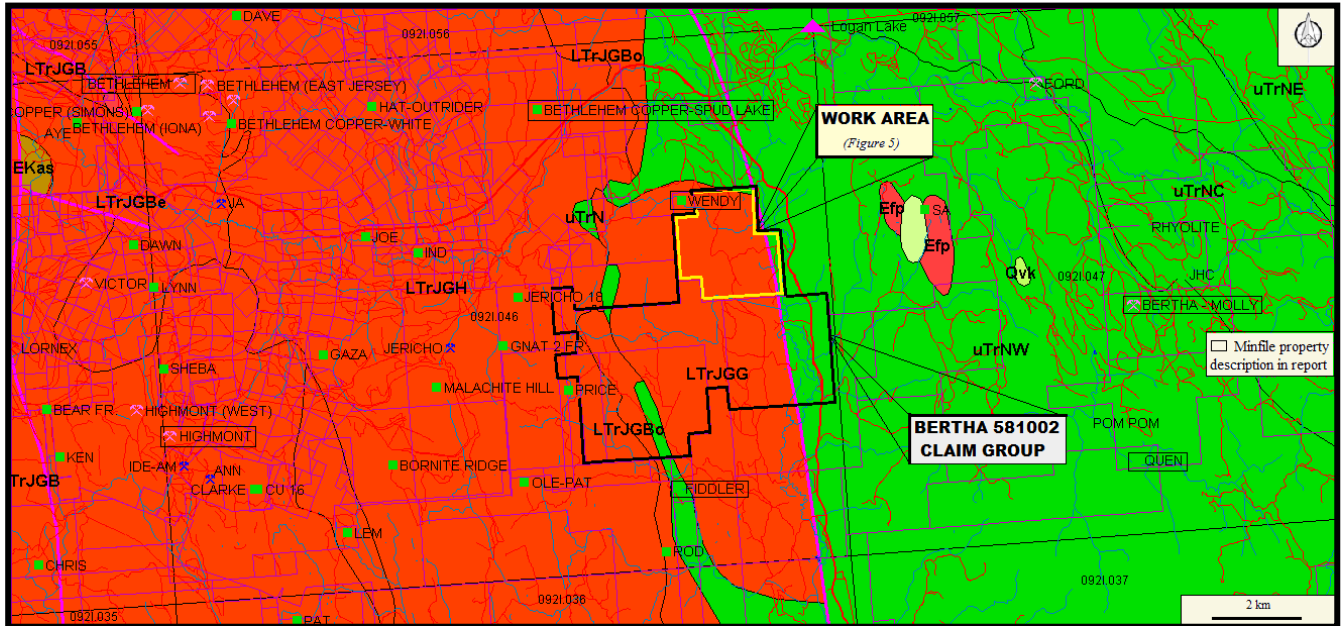 DAVE
092I.055
092I.056
092I.057
Logan Lake
LTrJGBo
LTrJGB
BETHLEHEM
BETHLEHEM (EAST JERSEY)
FORD
uTrNE
HAT-OUTRIDER
BETHLEHEM COPPER-SPUD LAKE
COPPER (SIMONS)
AYE
BETHLEHEM (IONA)
BETHLEHEM COPPER-WHITE
WORK AREA
(Figure 5)
EKas
LTrJGBe
JA
WENDY
uTrN
Efp
SA
uTrNC
RHYOLITE
DAWN
JOE
IND
Efp
Qvk
092I.047
JHC
VICTOR
LYNN
LTrJGH
JERICHO 18
BERTHA - MOLLY
092I.046
LORNEX
GAZA
JERICHO
GNAT 2 FR.
uTrNW
Minfile property
description in report
SHEBA
LTrJGG
MALACHITE HILL
PRICE
BEAR FR.
HIGHMONT (WEST)
LTrJGBo
BERTHA 581002
CLAIM GROUP
POM POM
HIGHMONT
KEN
IDE-AM
ANN
BORNITE RIDGE
QUEN
TrJGB
CLARKE
CU 16
OLE-PAT
FIDDLER
LEM
ROD
CHRIS
092I.037
092I.036
092I.035
PAT
2 km